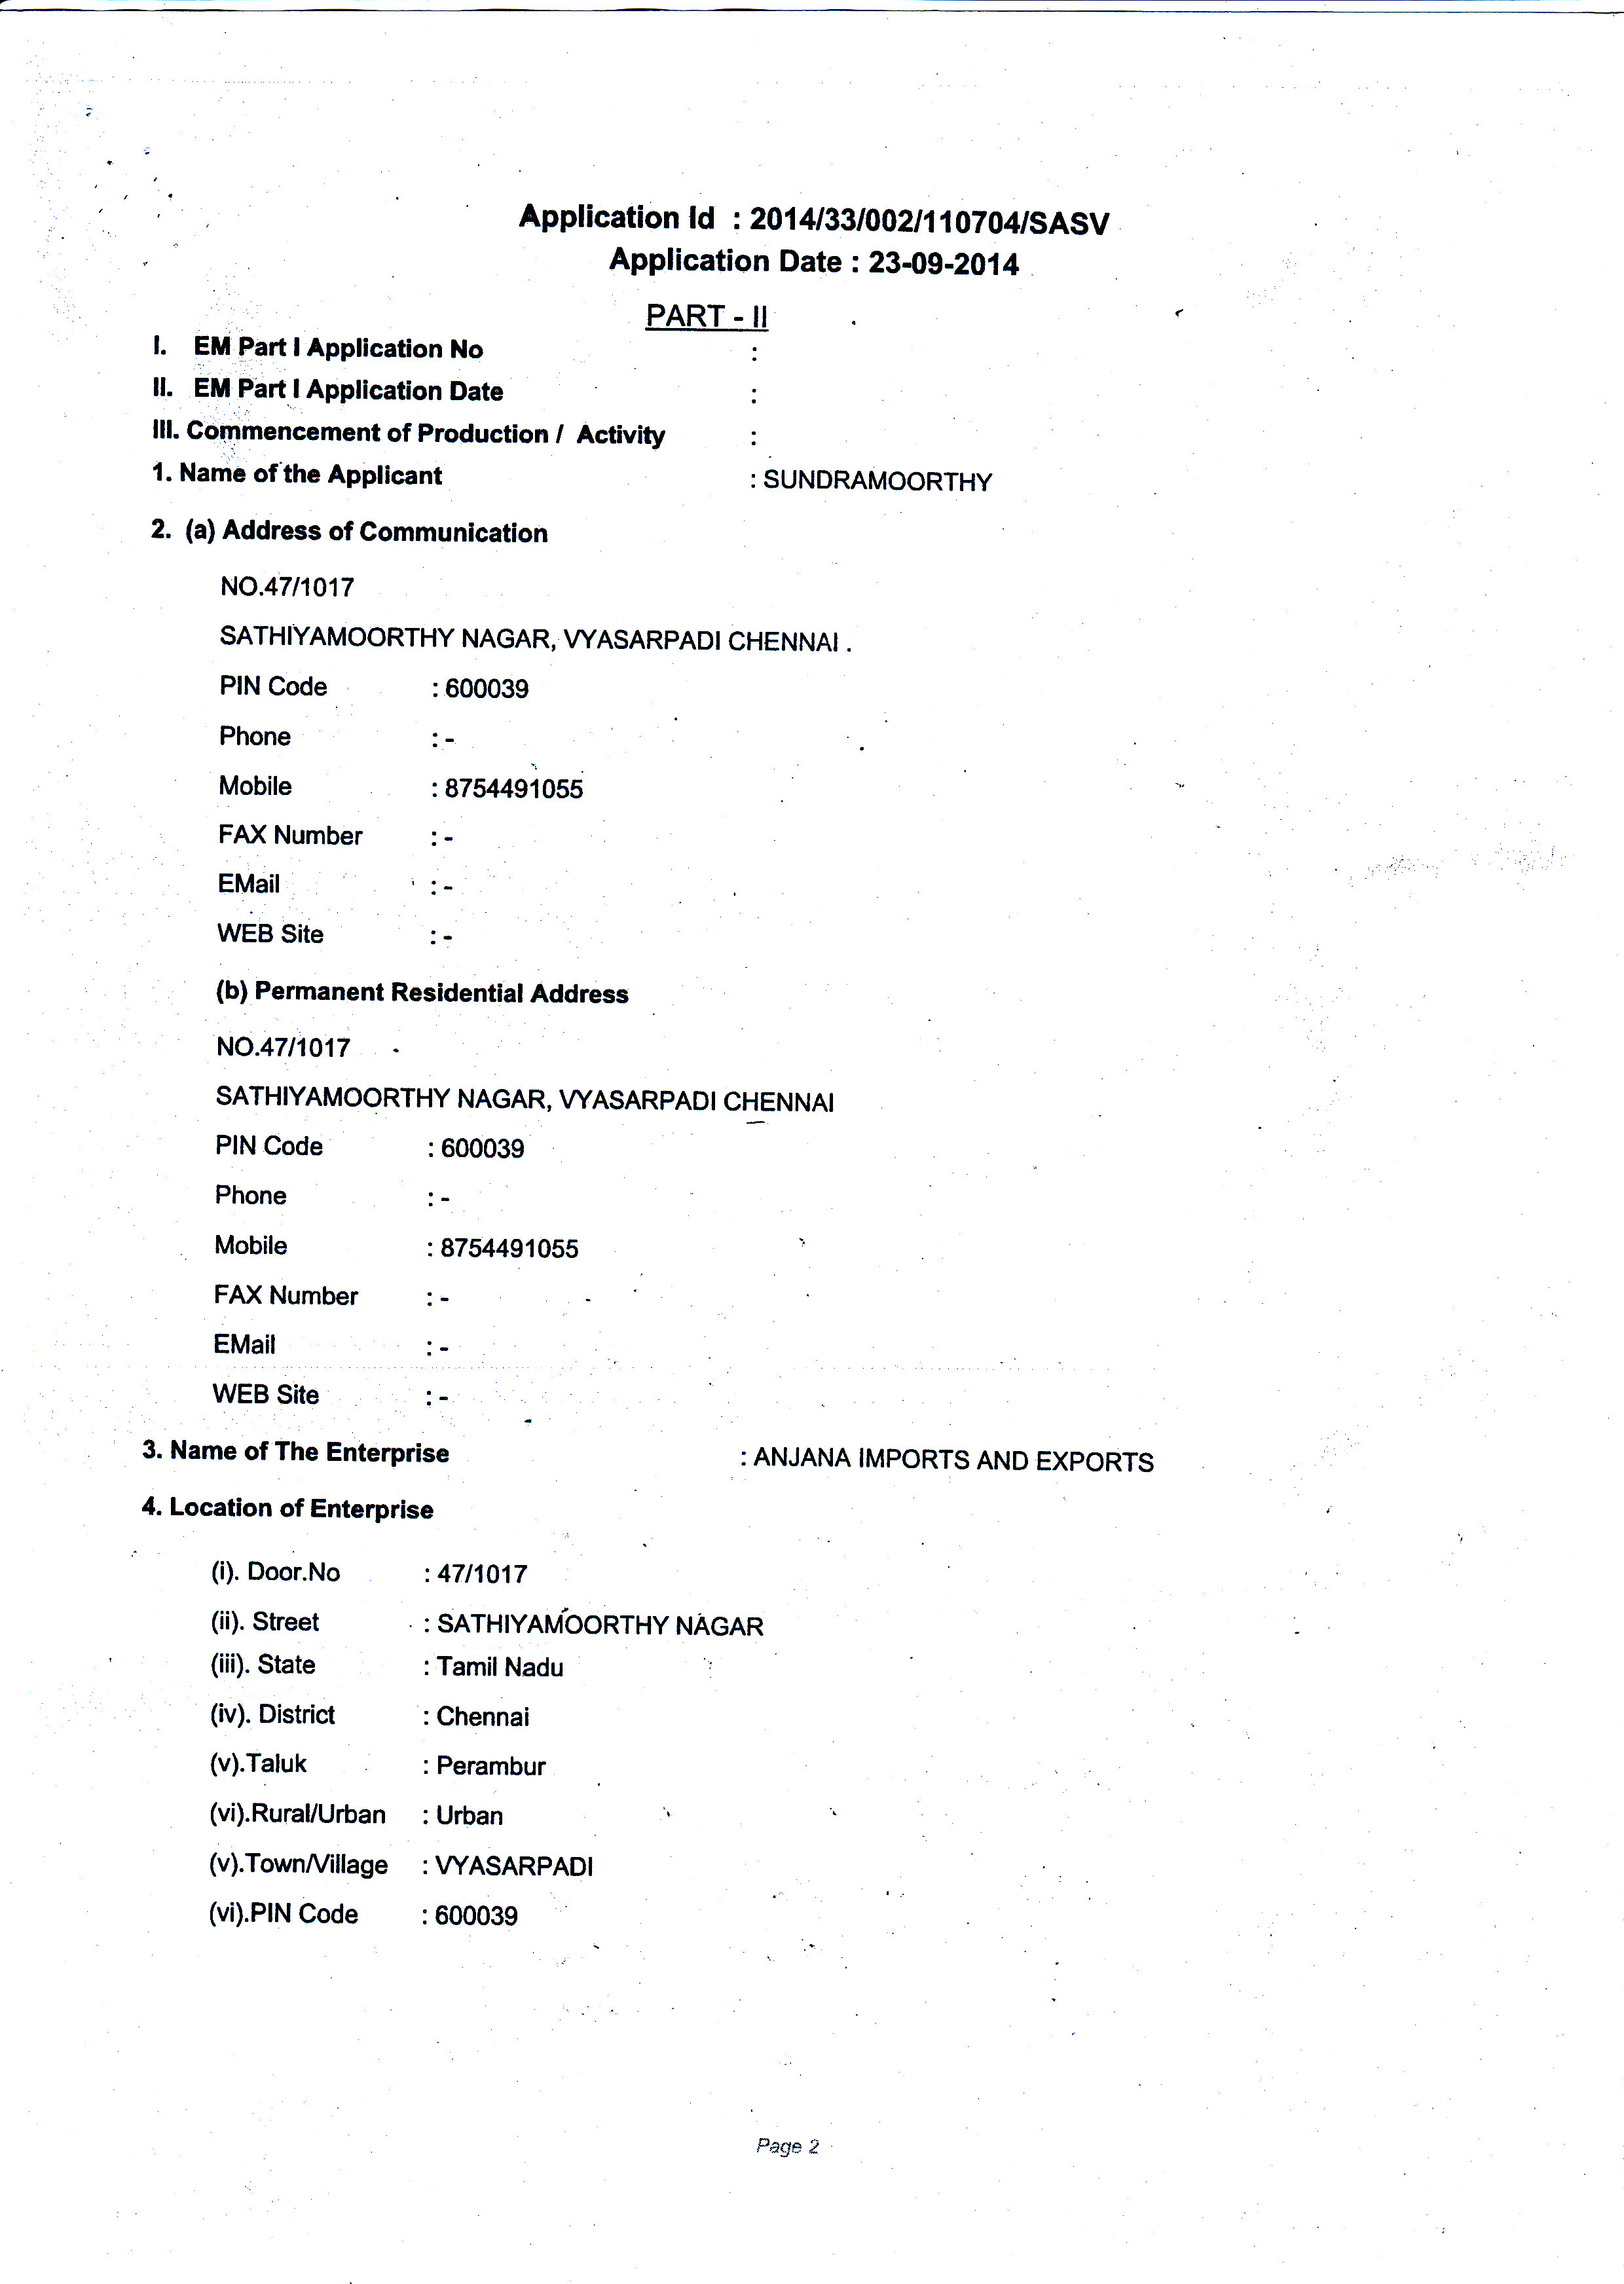 Application Id : 2014/33/002/110704/SASV
Application Date : 23-09-2014
PART - II
I. EM Part I Application No :
II. EM Part I Application Date :
III. Commencement of Production / Activity :
1. Name of the Applicant : SUNDRAMOORTHY
2. (a) Address of Communication
NO.47/1017
SATHIYAMOORTHY NAGAR, VYASARPADI CHENNAI .
PIN Code : 600039
Phone : -
Mobile : 8754491055
FAX Number : -
EMail : -
WEB Site : -
(b) Permanent Residential Address
NO.47/1017
SATHIYAMOORTHY NAGAR, VYASARPADI CHENNAI
PIN Code : 600039
Phone : -
Mobile : 8754491055
FAX Number : -
EMail : -
WEB Site : -
3. Name of The Enterprise : ANJANA IMPORTS AND EXPORTS
4. Location of Enterprise
(i). Door.No : 47/1017
(ii). Street : SATHIYAMOORTHY NAGAR
(iii). State : Tamil Nadu
(iv). District : Chennai
(v).Taluk : Perambur
(vi).Rural/Urban : Urban
(v).Town/Village : VYASARPADI
(vi).PIN Code : 600039
Page 2